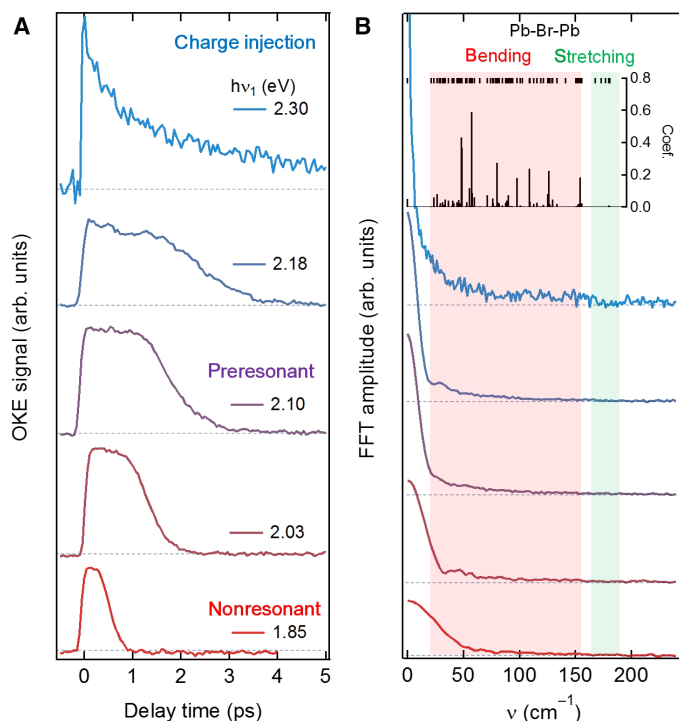 A
Charge injection
hν₁ (eV)
2.30
2.18
Preresonant
2.10
2.03
Nonresonant
1.85
OKE signal (arb. units)
0
1
2
3
4
5
Delay time (ps)
B
Pb-Br-Pb
Bending
Stretching
0.8
0.6
0.4
0.2
0.0
Coef.
FFT amplitude (arb. units)
0
50
100
150
200
ν (cm⁻¹)